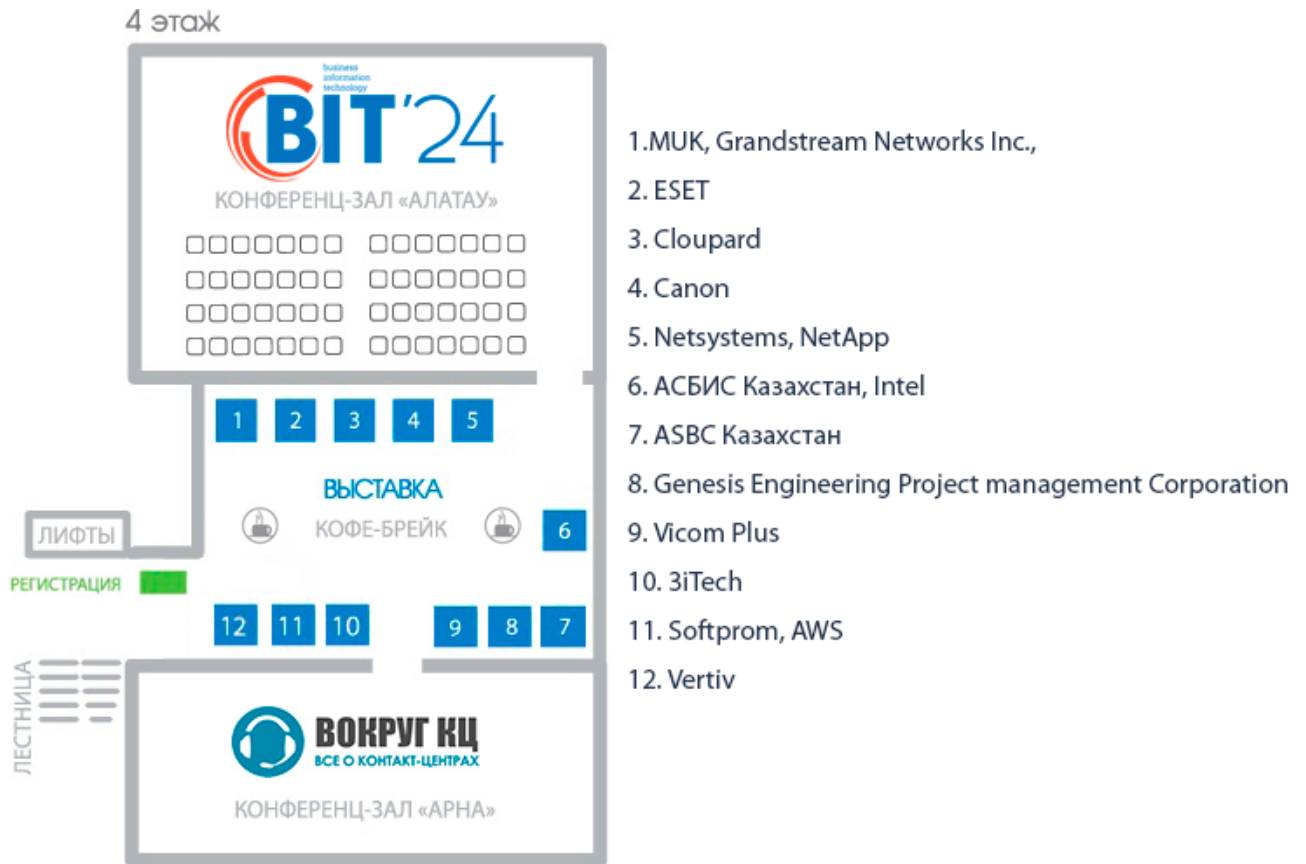 4 этаж
business
information
technology
BIT'24
КОНФЕРЕНЦ-ЗАЛ «АЛАТАУ»
1 2 3 4 5
ВЫСТАВКА
КОФЕ-БРЕЙК
6
ЛИФТЫ
РЕГИСТРАЦИЯ
12 11 10 9 8 7
ЛЕСТНИЦА
ВОКРУГ КЦ
ВСЕ О КОНТАКТ-ЦЕНТРАХ
КОНФЕРЕНЦ-ЗАЛ «АРНА»
1.MUK, Grandstream Networks Inc.,
2. ESET
3. Cloupard
4. Canon
5. Netsystems, NetApp
6. АСБИС Казахстан, Intel
7. ASBC Казахстан
8. Genesis Engineering Project management Corporation
9. Vicom Plus
10. 3iTech
11. Softprom, AWS
12. Vertiv